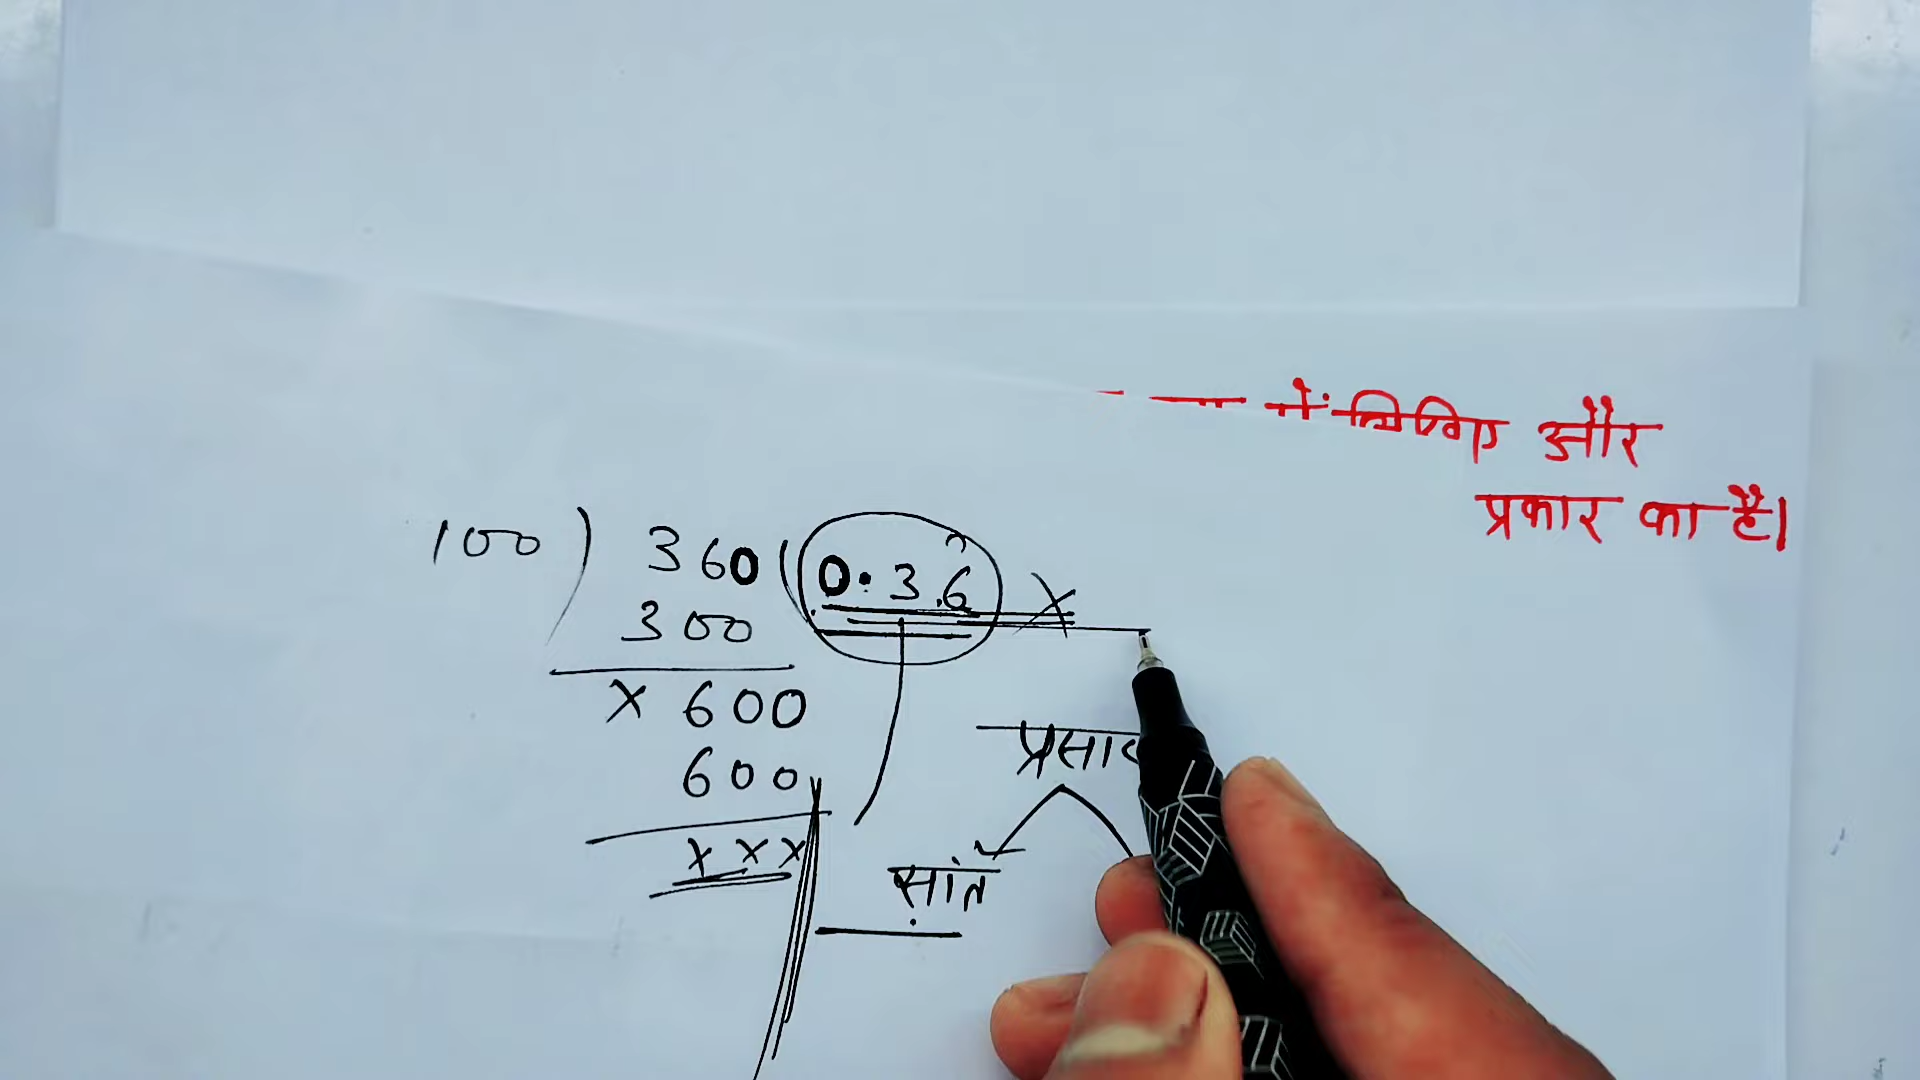 में लिखिए और
प्रकार का है।
100 ) 360 ( 0.36
300
x 600
600
x x x
प्रसार
सांत